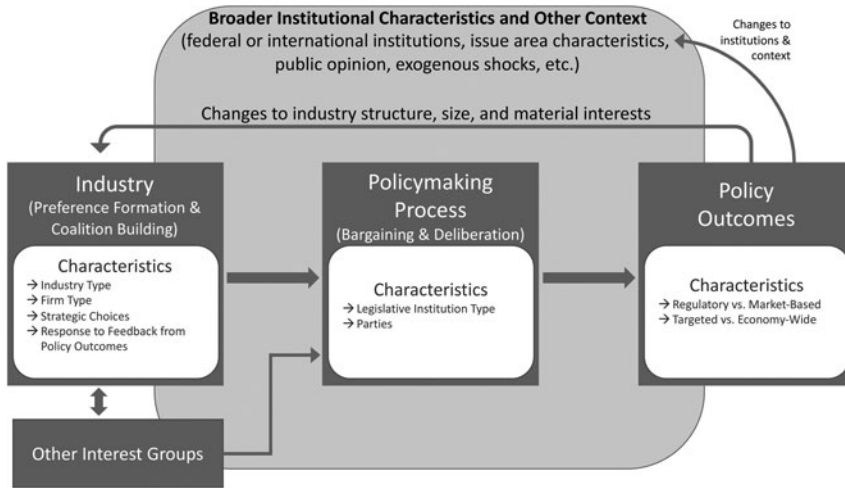 Broader Institutional Characteristics and Other Context
(federal or international institutions, issue area characteristics,
public opinion, exogenous shocks, etc.)
Changes to
institutions &
context
Changes to industry structure, size, and material interests
Industry
(Preference Formation &
Coalition Building)
Characteristics
→ Industry Type
→ Firm Type
→ Strategic Choices
→ Response to Feedback from
Policy Outcomes
Policymaking
Process
(Bargaining & Deliberation)
Characteristics
→ Legislative Institution Type
→ Parties
Policy
Outcomes
Characteristics
→ Regulatory vs. Market-Based
→ Targeted vs. Economy-Wide
Other Interest Groups